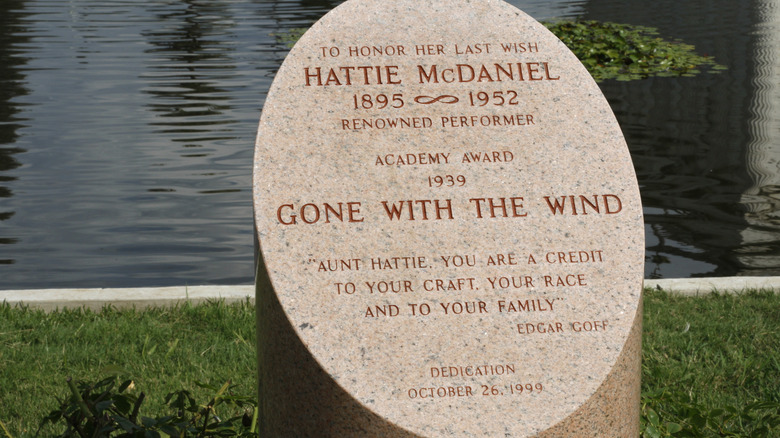 TO HONOR HER LAST WISH
HATTIE McDANIEL
1895 ∞ 1952
RENOWNED PERFORMER
ACADEMY AWARD
1939
GONE WITH THE WIND
"AUNT HATTIE, YOU ARE A CREDIT
TO YOUR CRAFT, YOUR RACE
AND TO YOUR FAMILY"
EDGAR GOFF
DEDICATION
OCTOBER 26, 1999